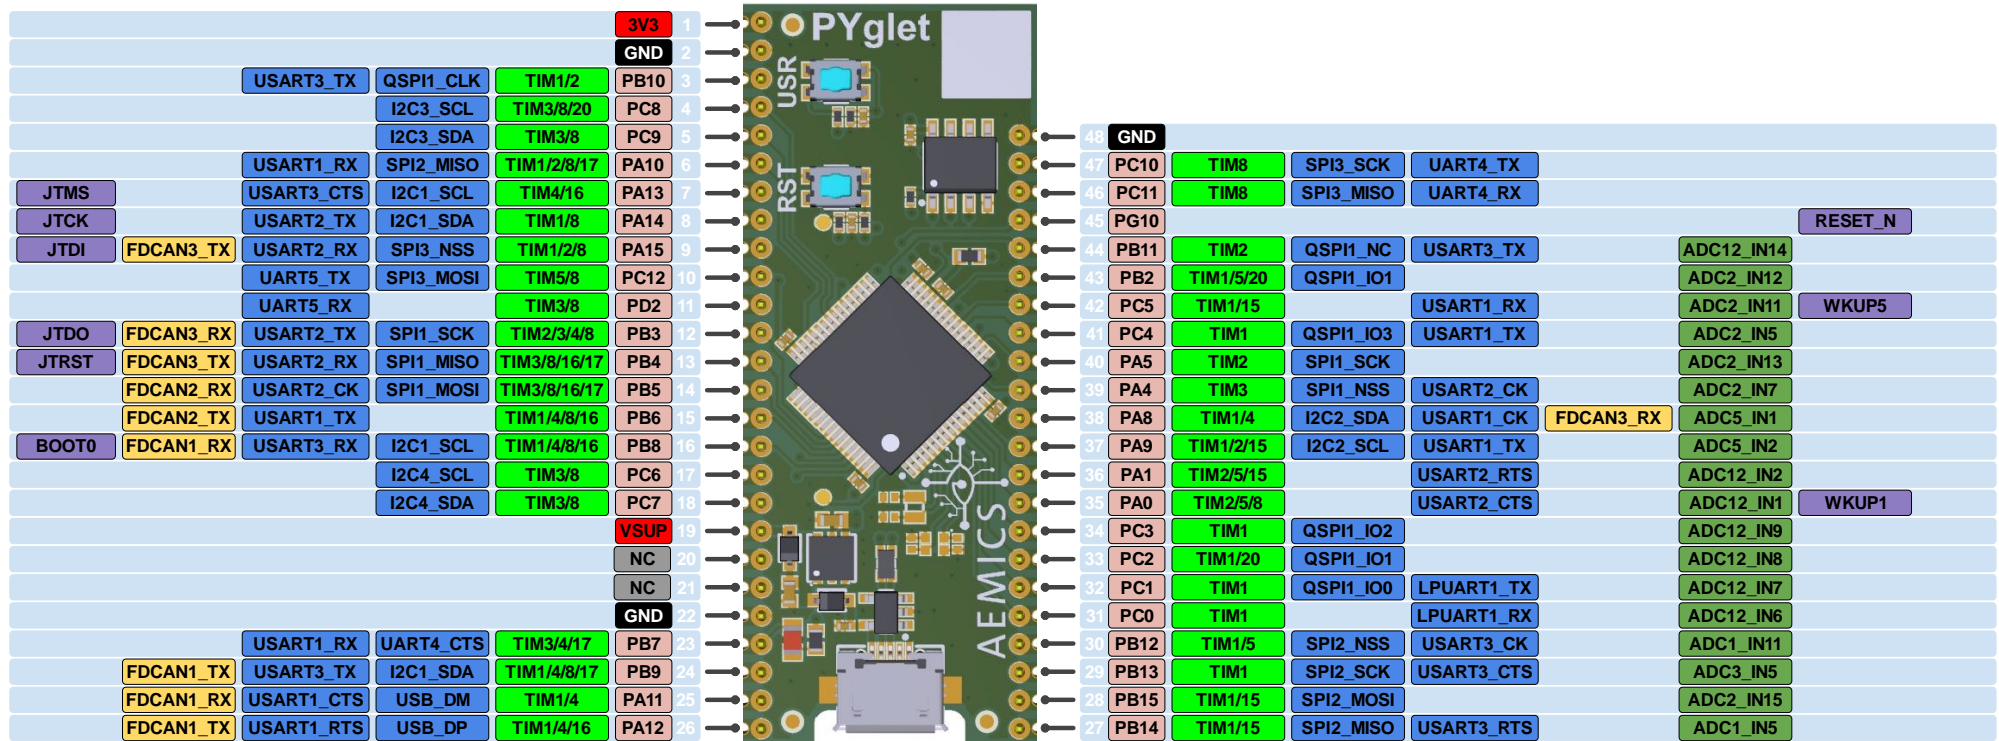 3V3 1
GND 2
USART3_TX QSPI1_CLK TIM1/2 PB10 3
I2C3_SCL TIM3/8/20 PC8 4
I2C3_SDA TIM3/8 PC9 5
USART1_RX SPI2_MISO TIM1/2/8/17 PA10 6
JTMS USART3_CTS I2C1_SCL TIM4/16 PA13 7
JTCK USART2_TX I2C1_SDA TIM1/8 PA14 8
JTDI FDCAN3_TX USART2_RX SPI3_NSS TIM1/2/8 PA15 9
UART5_TX SPI3_MOSI TIM5/8 PC12 10
UART5_RX TIM3/8 PD2 11
JTDO FDCAN3_RX USART2_TX SPI1_SCK TIM2/3/4/8 PB3 12
JTRST FDCAN3_TX USART2_RX SPI1_MISO TIM3/8/16/17 PB4 13
FDCAN2_RX USART2_CK SPI1_MOSI TIM3/8/16/17 PB5 14
FDCAN2_TX USART1_TX TIM1/4/8/16 PB6 15
BOOT0 FDCAN1_RX USART3_RX I2C1_SCL TIM1/4/8/16 PB8 16
I2C4_SCL TIM3/8 PC6 17
I2C4_SDA TIM3/8 PC7 18
VSUP 19
NC 20
NC 21
GND 22
USART1_RX UART4_CTS TIM3/4/17 PB7 23
FDCAN1_TX USART3_TX I2C1_SDA TIM1/4/8/17 PB9 24
FDCAN1_RX USART1_CTS USB_DM TIM1/4 PA11 25
FDCAN1_TX USART1_RTS USB_DP TIM1/4/16 PA12 26
PYglet
USR
RST
AEMICS
48 GND
47 PC10 TIM8 SPI3_SCK UART4_TX
46 PC11 TIM8 SPI3_MISO UART4_RX
45 PG10 RESET_N
44 PB11 TIM2 QSPI1_NC USART3_TX ADC12_IN14
43 PB2 TIM1/5/20 QSPI1_IO1 ADC2_IN12
42 PC5 TIM1/15 USART1_RX ADC2_IN11 WKUP5
41 PC4 TIM1 QSPI1_IO3 USART1_TX ADC2_IN5
40 PA5 TIM2 SPI1_SCK ADC2_IN13
39 PA4 TIM3 SPI1_NSS USART2_CK ADC2_IN7
38 PA8 TIM1/4 I2C2_SDA USART1_CK FDCAN3_RX ADC5_IN1
37 PA9 TIM1/2/15 I2C2_SCL USART1_TX ADC5_IN2
36 PA1 TIM2/5/15 USART2_RTS ADC12_IN2
35 PA0 TIM2/5/8 USART2_CTS ADC12_IN1 WKUP1
34 PC3 TIM1 QSPI1_IO2 ADC12_IN9
33 PC2 TIM1/20 QSPI1_IO1 ADC12_IN8
32 PC1 TIM1 QSPI1_IO0 LPUART1_TX ADC12_IN7
31 PC0 TIM1 LPUART1_RX ADC12_IN6
30 PB12 TIM1/5 SPI2_NSS USART3_CK ADC1_IN11
29 PB13 TIM1 SPI2_SCK USART3_CTS ADC3_IN5
28 PB15 TIM1/15 SPI2_MOSI ADC2_IN15
27 PB14 TIM1/15 SPI2_MISO USART3_RTS ADC1_IN5